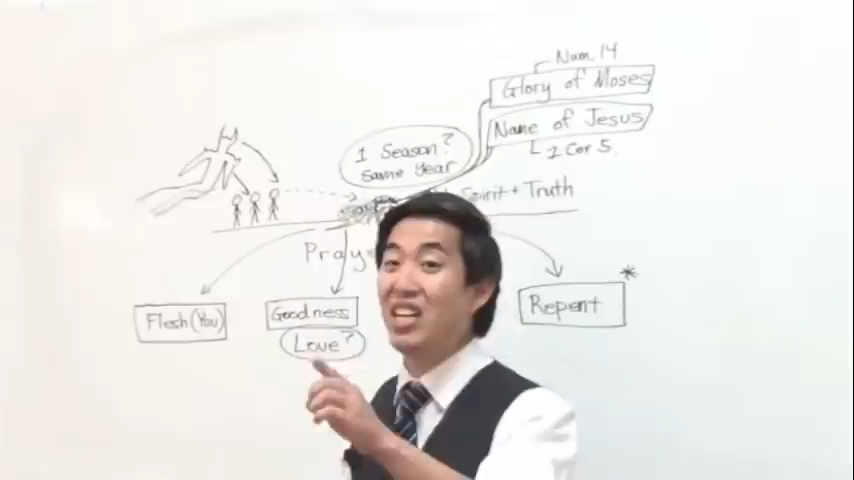 Num. 14
Glory of Moses
Name of Jesus
1 Cor 5
1 Season?
Same Year
Spirit + Truth
Pray
Flesh (You)
Goodness
Love?
Repent *